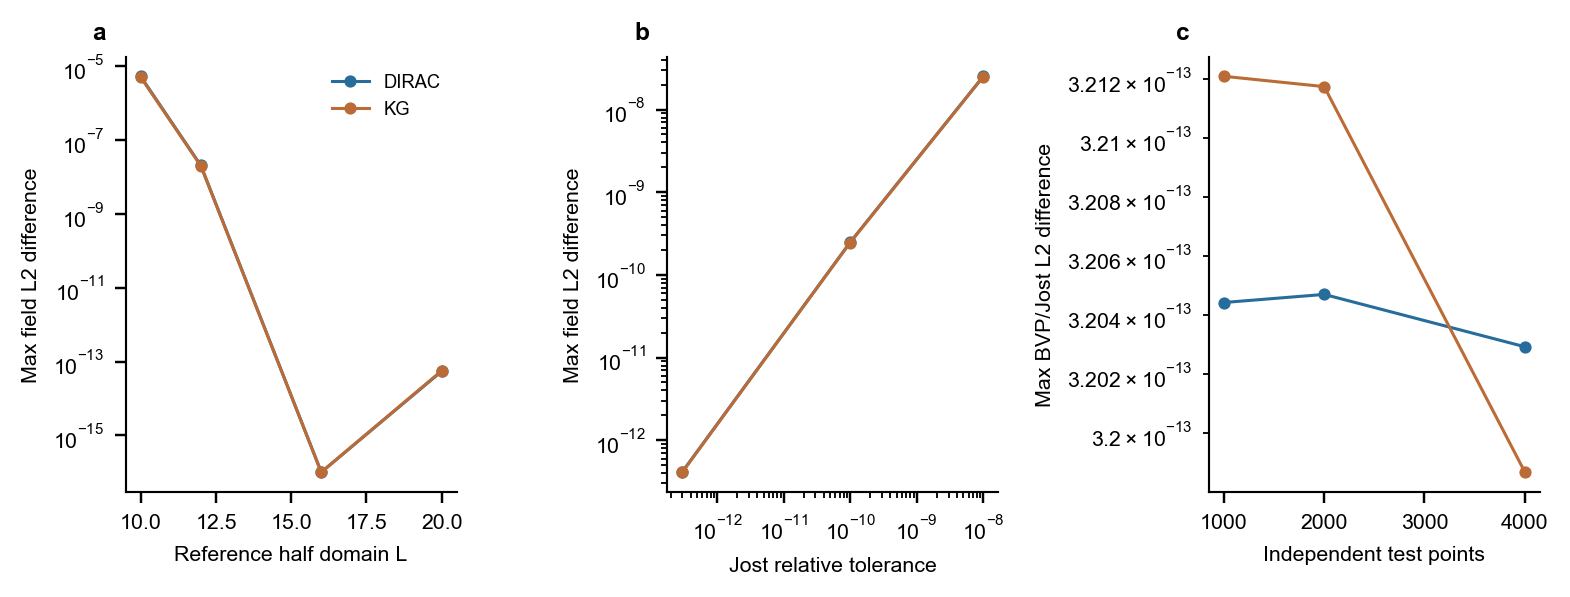 a
10⁻⁵
10⁻⁷
10⁻⁹
10⁻¹¹
10⁻¹³
10⁻¹⁵
Max field L2 difference
10.0 12.5 15.0 17.5 20.0
Reference half domain L
DIRAC
KG
b
10⁻⁸
10⁻⁹
10⁻¹⁰
10⁻¹¹
10⁻¹²
Max field L2 difference
10⁻¹² 10⁻¹¹ 10⁻¹⁰ 10⁻⁹ 10⁻⁸
Jost relative tolerance
c
3.212 × 10⁻¹³
3.21 × 10⁻¹³
3.208 × 10⁻¹³
3.206 × 10⁻¹³
3.204 × 10⁻¹³
3.202 × 10⁻¹³
3.2 × 10⁻¹³
Max BVP/Jost L2 difference
1000 2000 3000 4000
Independent test points